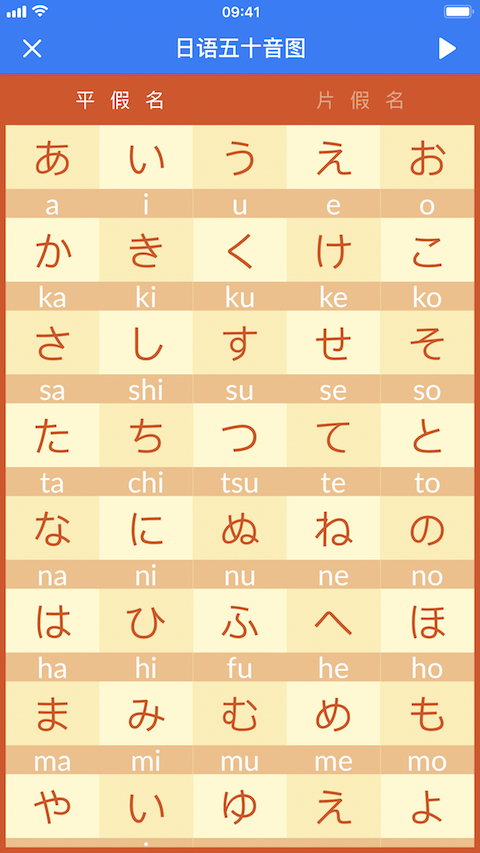 09:41
日语五十音图
平 假 名 片 假 名
あ い う え お
a i u e o
か き く け こ
ka ki ku ke ko
さ し す せ そ
sa shi su se so
た ち つ て と
ta chi tsu te to
な に ぬ ね の
na ni nu ne no
は ひ ふ へ ほ
ha hi fu he ho
ま み む め も
ma mi mu me mo
や い ゆ え よ